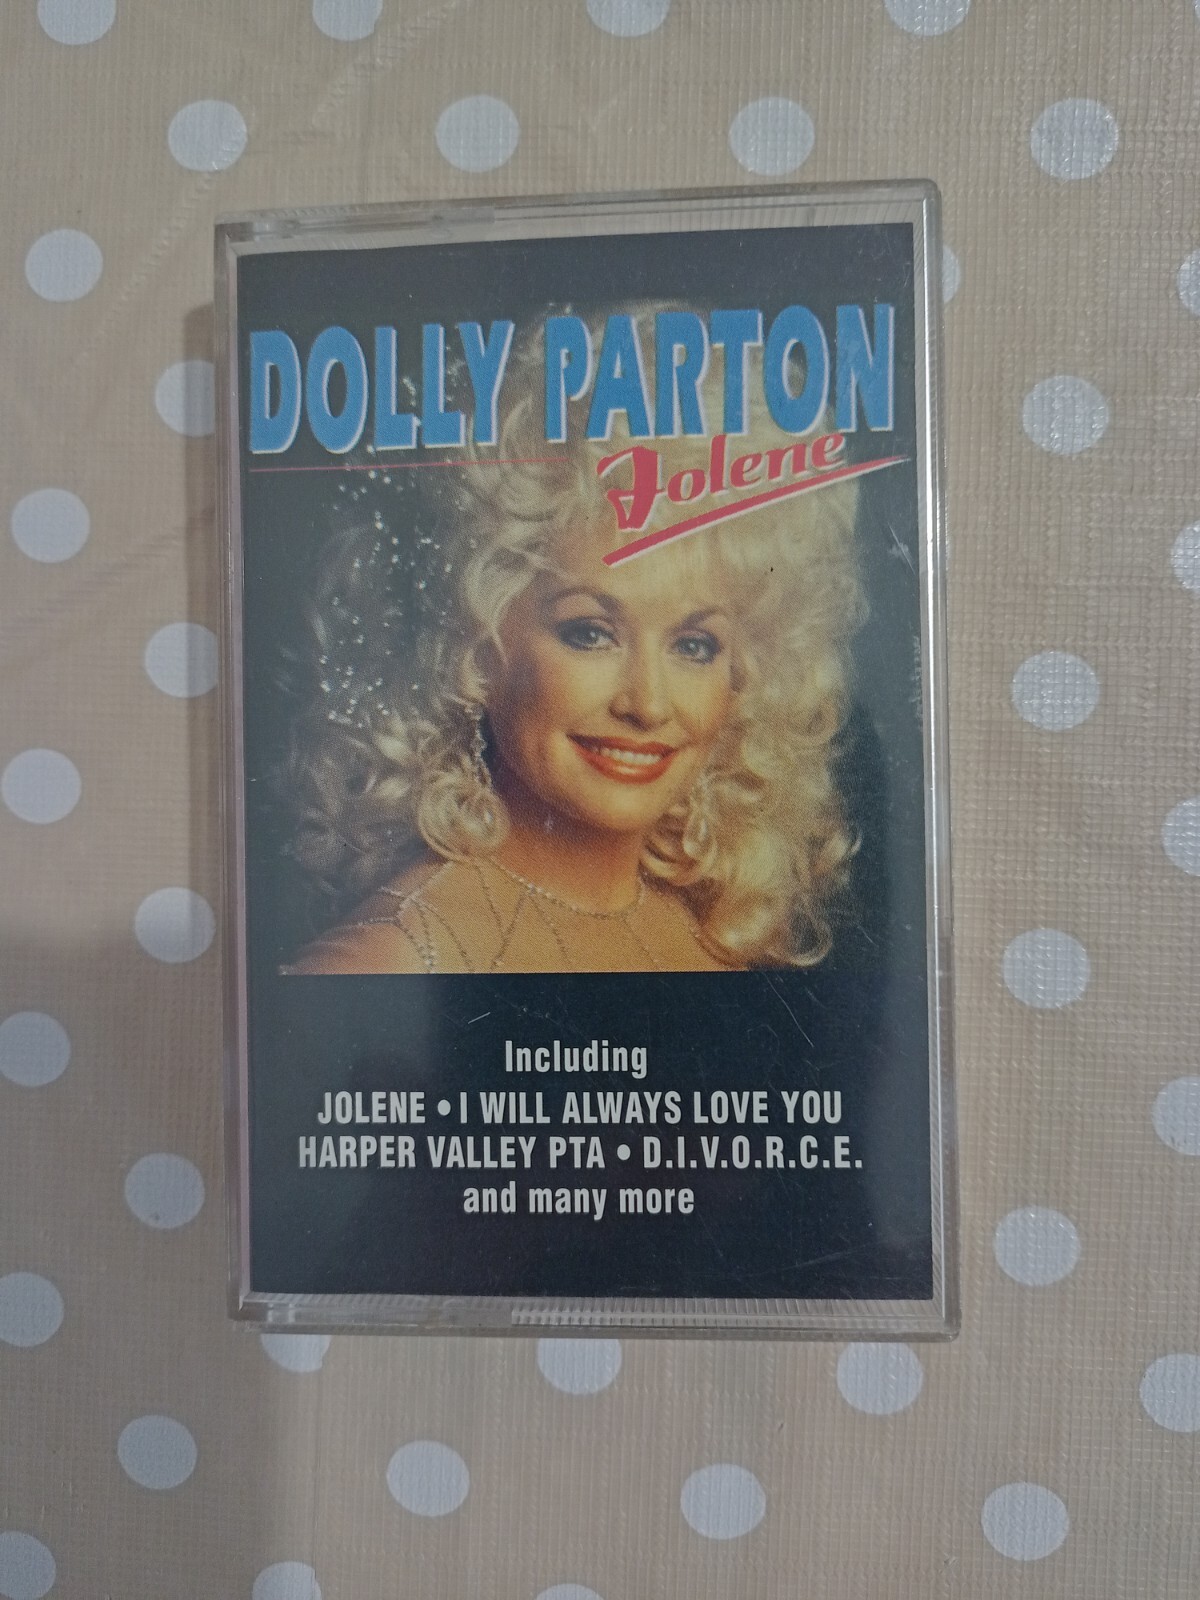 DOLLY PARTON
Jolene
Including
JOLENE • I WILL ALWAYS LOVE YOU
HARPER VALLEY PTA • D.I.V.O.R.C.E.
and many more